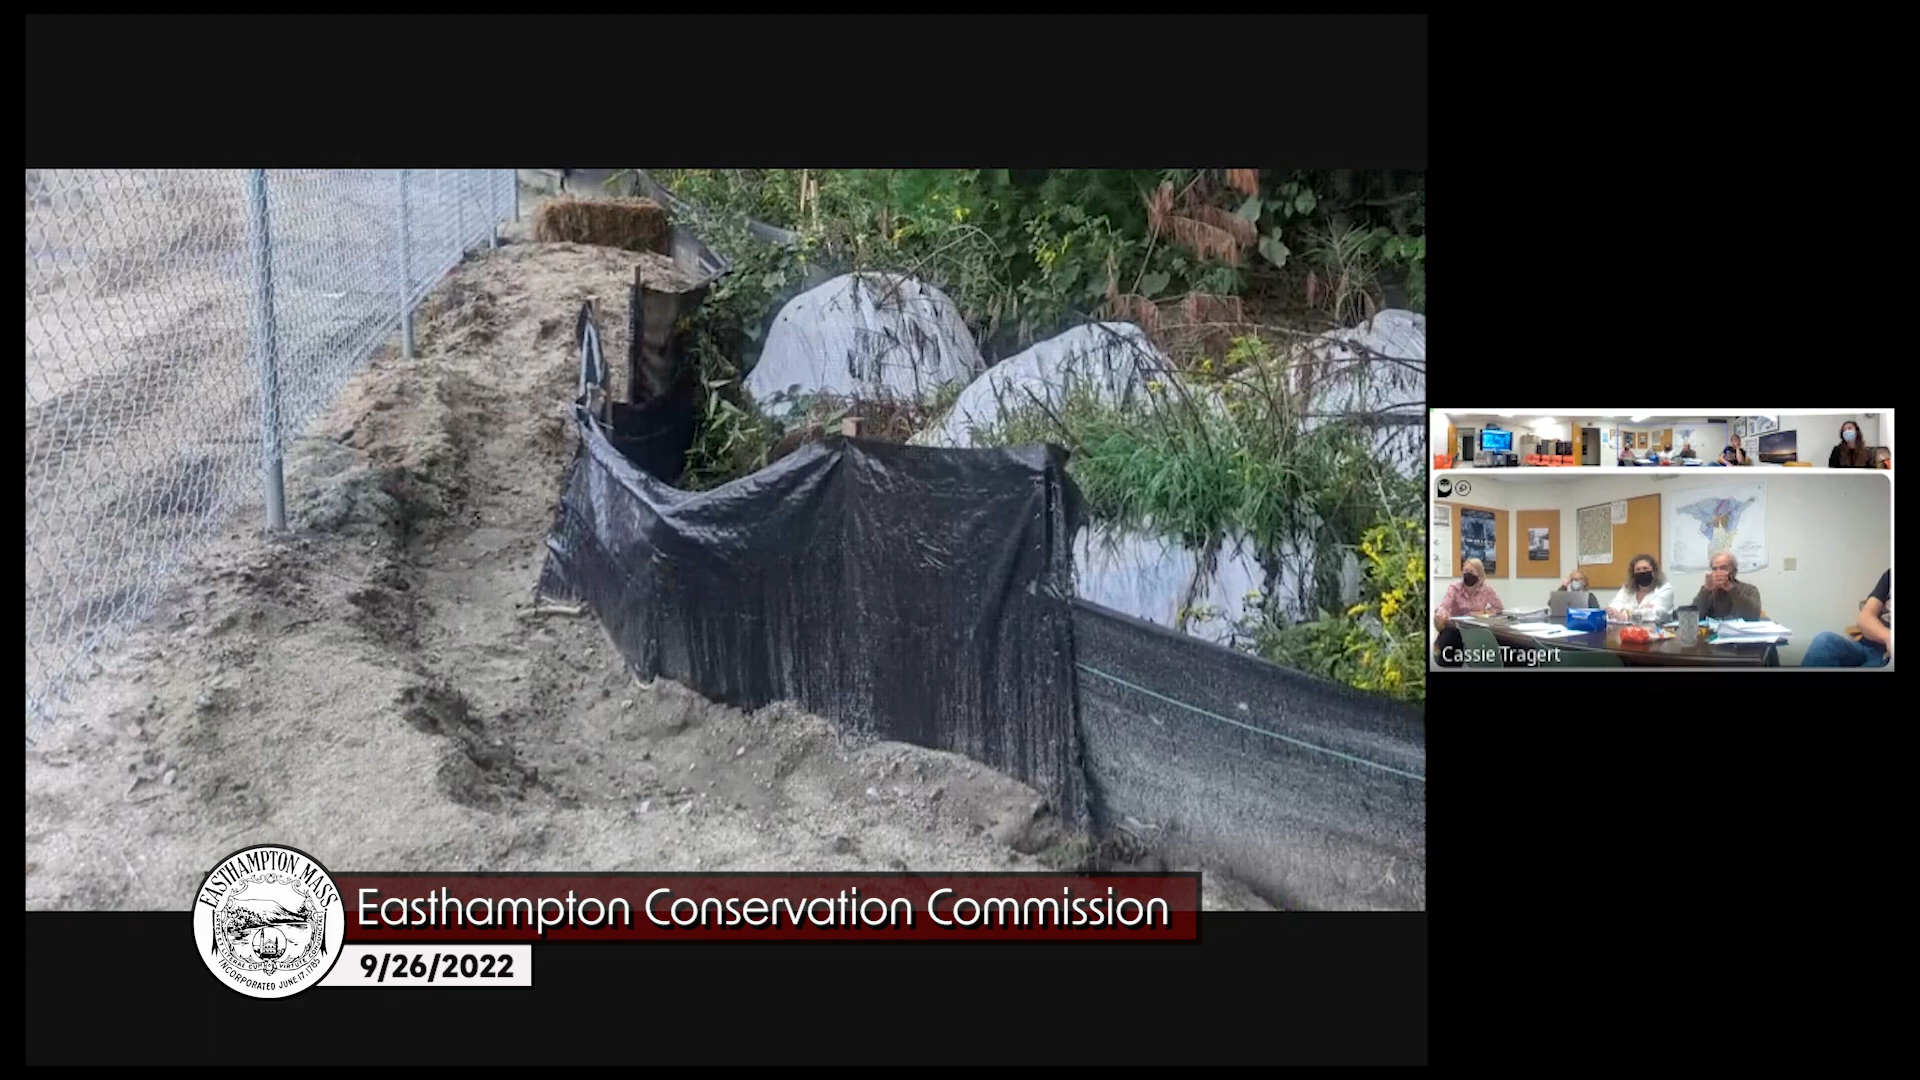 Easthampton Conservation Commission
9/26/2022
EASTHAMPTON, MASS
INCORPORATED JUNE 17, 1785
Cassie Tragert